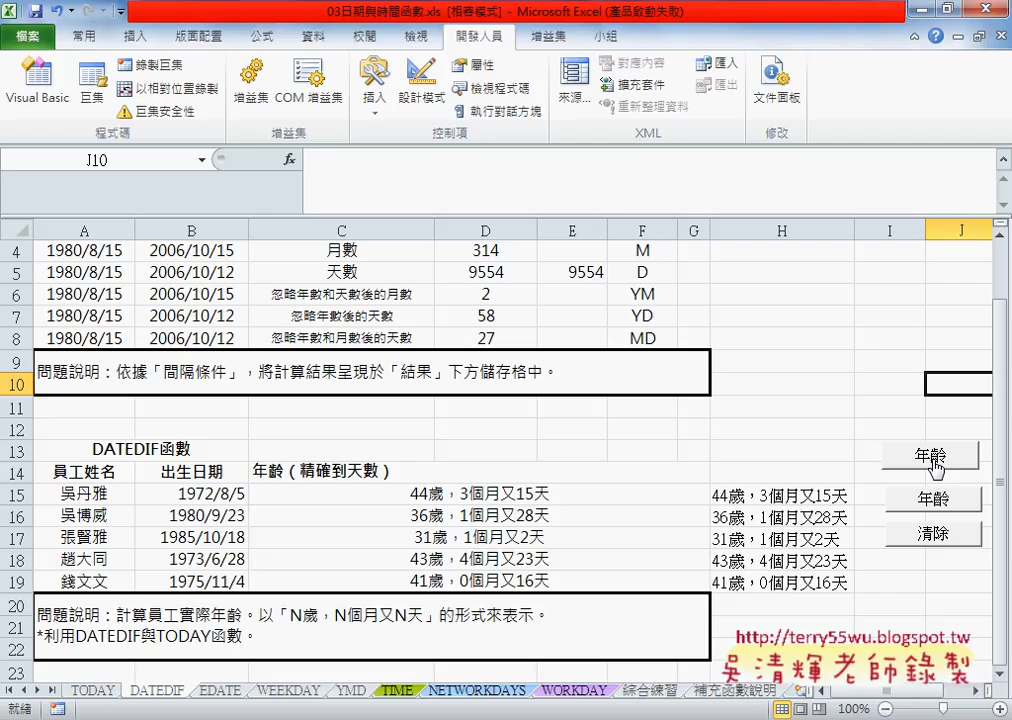 03日期與時間函數.xls [相容模式] - Microsoft Excel (產品啟動失敗)
檔案 常用 插入 版面配置 公式 資料 校閱 檢視 開發人員 增益集 小組
Visual Basic 巨集 錄製巨集 以相對位置錄製 巨集安全性 增益集 COM 增益集 插入 設計模式 屬性 檢視程式碼 執行對話方塊 來源... 對應內容 擴充套件 重新整理資料 匯入 匯出 文件面板
程式碼 增益集 控制項 XML 修改
J10 fx
A B C D E F G H I J
4 1980/8/15 2006/10/15 月數 314 M
5 1980/8/15 2006/10/12 天數 9554 9554 D
6 1980/8/15 2006/10/15 忽略年數和天數後的月數 2 YM
7 1980/8/15 2006/10/12 忽略年數後的天數 58 YD
8 1980/8/15 2006/10/12 忽略年數和月數後的天數 27 MD
9
問題說明：依據「間隔條件」，將計算結果呈現於「結果」下方儲存格中。
10
11
12
13 DATEDIF函數 年齡
14 員工姓名 出生日期 年齡（精確到天數）
15 吳丹雅 1972/8/5 44歲，3個月又15天 44歲，3個月又15天 年齡
16 吳博威 1980/9/23 36歲，1個月又28天 36歲，1個月又28天
17 張賢雅 1985/10/18 31歲，1個月又2天 31歲，1個月又2天 清除
18 趙大同 1973/6/28 43歲，4個月又23天 43歲，4個月又23天
19 錢文文 1975/11/4 41歲，0個月又16天 41歲，0個月又16天
20
問題說明：計算員工實際年齡。以「N歲，N個月又N天」的形式來表示。
21
*利用DATEDIF與TODAY函數。
22
http://terry55wu.blogspot.tw
吳清輝老師錄製
23
TODAY DATEDIF EDATE WEEKDAY YMD TIME NETWORKDAYS WORKDAY 綜合練習 補充函數說明
就緒 100%